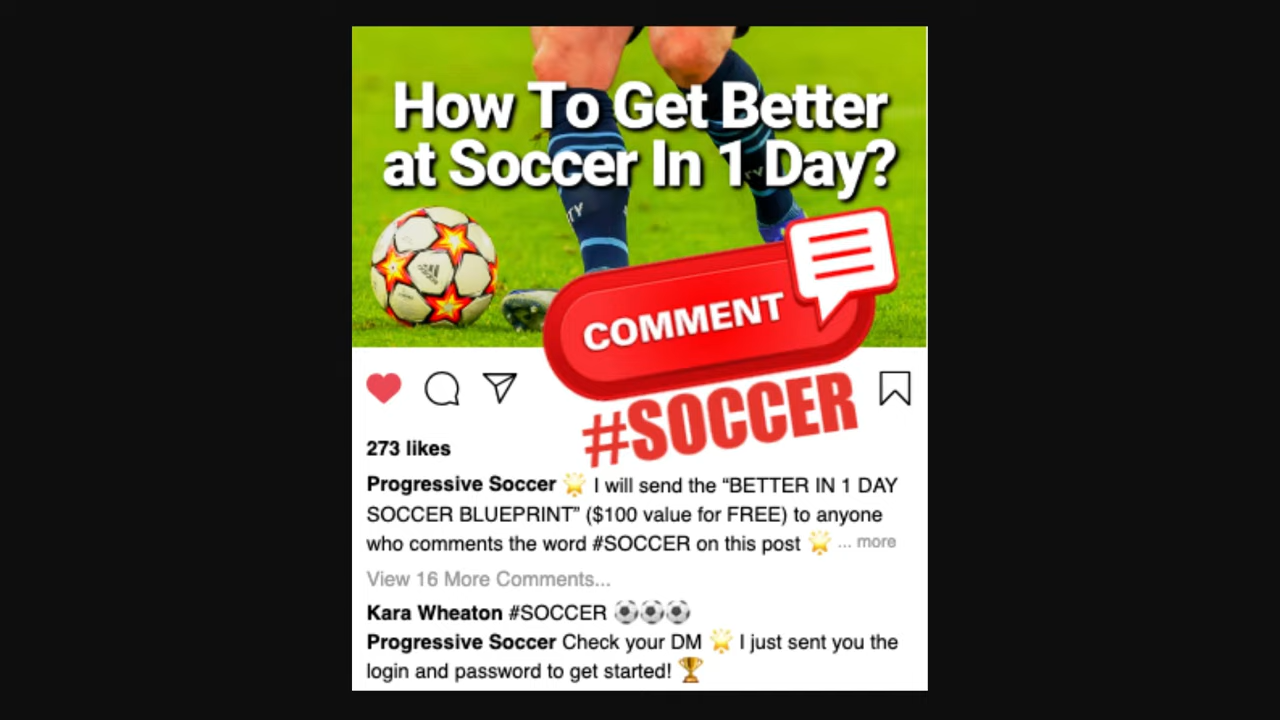 How To Get Better
at Soccer In 1 Day?
TY
TY
adidas
COMMENT
#SOCCER
273 likes
Progressive Soccer 🌟 I will send the “BETTER IN 1 DAY
SOCCER BLUEPRINT” ($100 value for FREE) to anyone
who comments the word #SOCCER on this post 🌟 ... more
View 16 More Comments...
Kara Wheaton #SOCCER ⚽⚽⚽
Progressive Soccer Check your DM 🌟 I just sent you the
login and password to get started! 🏆